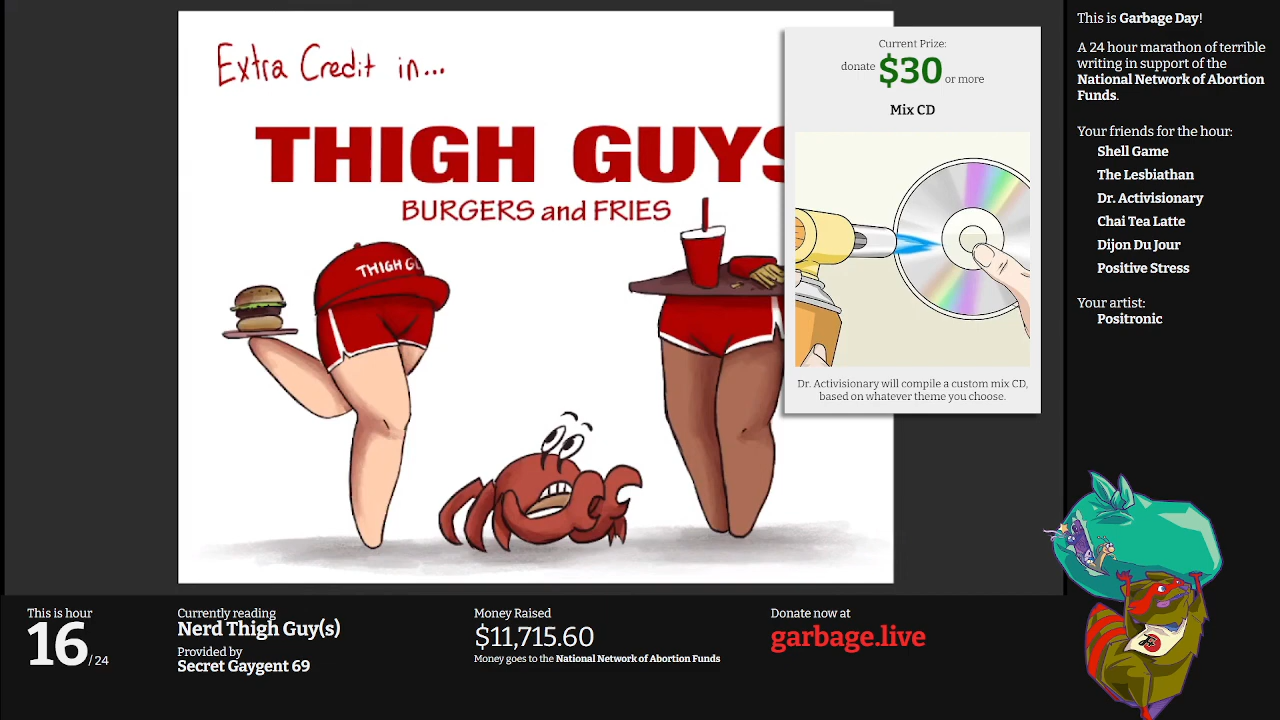 Extra Credit in...
THIGH GUYS
BURGERS and FRIES
THIGH GU
Current Prize:
donate $30 or more
Mix CD
Dr. Activisionary will compile a custom mix CD,
based on whatever theme you choose.
This is Garbage Day!
A 24 hour marathon of terrible
writing in support of the
National Network of Abortion
Funds.
Your friends for the hour:
Shell Game
The Lesbiathan
Dr. Activisionary
Chai Tea Latte
Dijon Du Jour
Positive Stress
Your artist:
Positronic
This is hour
16/24
Currently reading
Nerd Thigh Guy(s)
Provided by
Secret Gaygent 69
Money Raised
$11,715.60
Money goes to the National Network of Abortion Funds
Donate now at
garbage.live